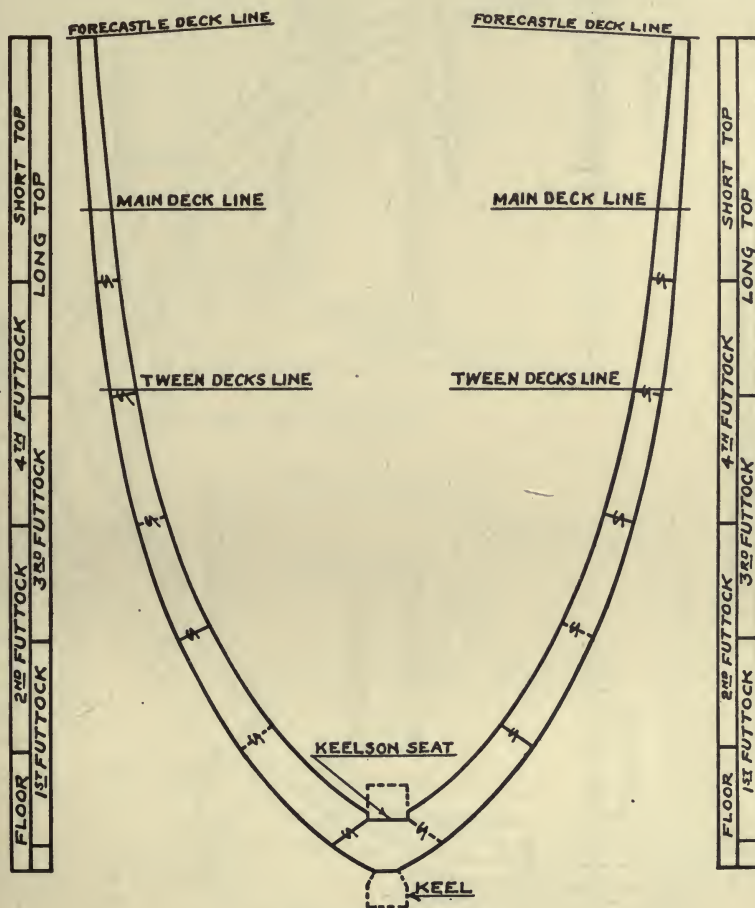 FORECASTLE DECK LINE
FORECASTLE DECK LINE
MAIN DECK LINE
MAIN DECK LINE
TWEEN DECKS LINE
TWEEN DECKS LINE
KEELSON SEAT
KEEL
SHORT TOP
4TH FUTTOCK
2ND FUTTOCK
FLOOR
LONG TOP
3RD FUTTOCK
1ST FUTTOCK
SHORT TOP
4TH FUTTOCK
2ND FUTTOCK
FLOOR
LONG TOP
3RD FUTTOCK
1ST FUTTOCK